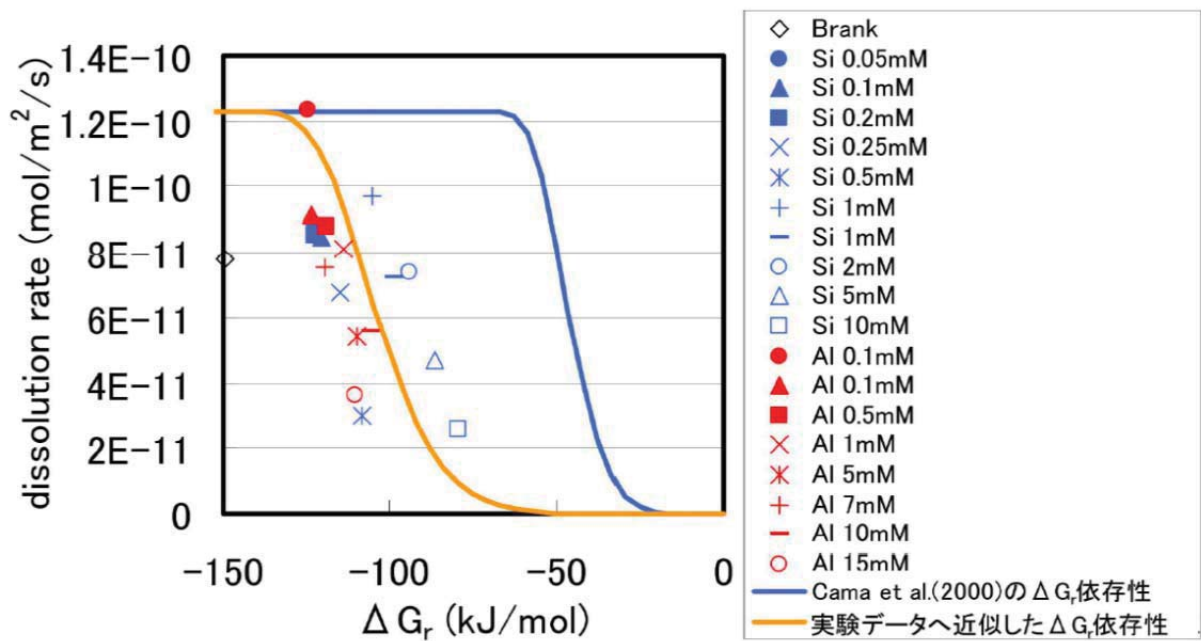 dissolution rate (mol/m²/s)
1.4E-10
1.2E-10
1E-10
8E-11
6E-11
4E-11
2E-11
0
-150 -100 -50 0
ΔGᵣ (kJ/mol)
Brank
Si 0.05mM
Si 0.1mM
Si 0.2mM
Si 0.25mM
Si 0.5mM
Si 1mM
Si 1mM
Si 2mM
Si 5mM
Si 10mM
Al 0.1mM
Al 0.1mM
Al 0.5mM
Al 1mM
Al 5mM
Al 7mM
Al 10mM
Al 15mM
Cama et al.(2000)のΔGᵣ依存性
実験データへ近似したΔGᵣ依存性